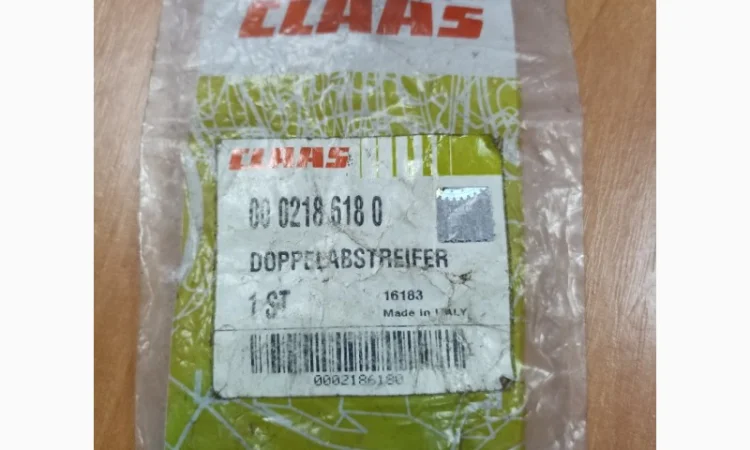 CLAAS
CLAAS
00 0218 618 0
DOPPELABSTREIFER
1 ST
16183
Made in ITALY
0002186180